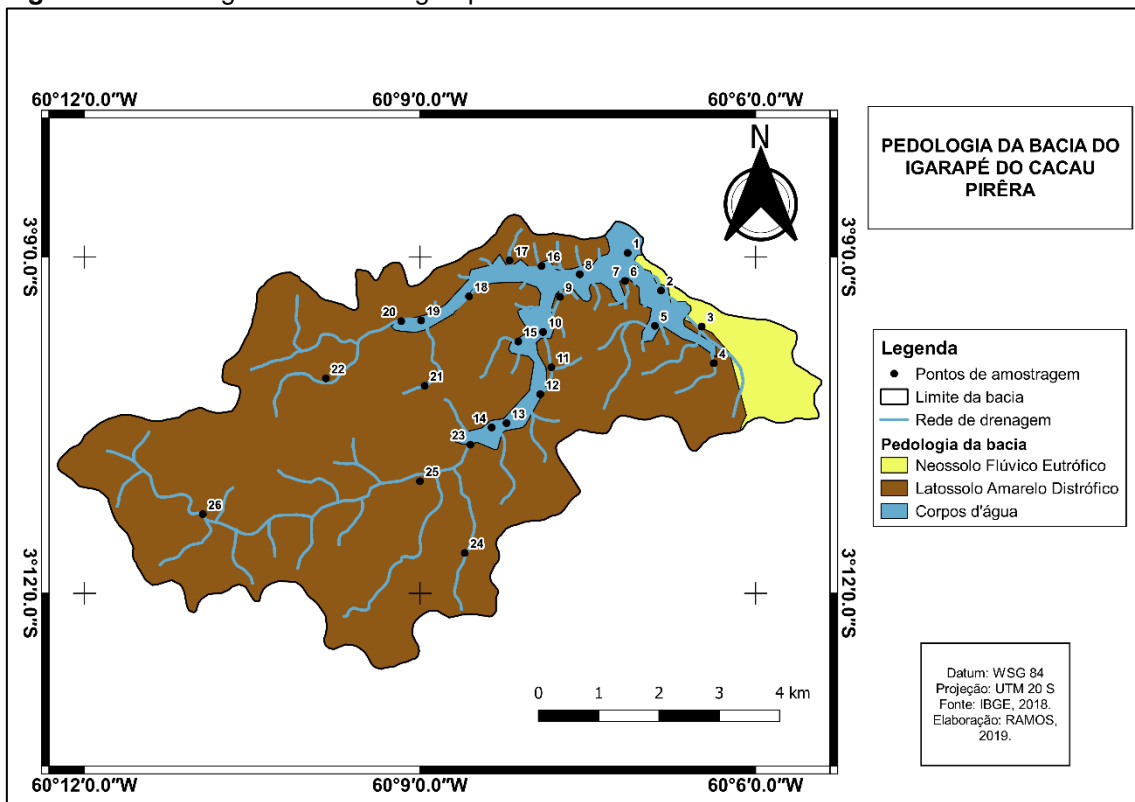 60°12'0.0"W 60°9'0.0"W 60°6'0.0"W
N
3°9'0.0"S
3°9'0.0"S
1
2
3
4
5
6
7
8
9
10
11
12
13
14
15
16
17
18
19
20
21
22
23
24
25
26
3°12'0.0"S
3°12'0.0"S
0 1 2 3 4 km
60°12'0.0"W 60°9'0.0"W 60°6'0.0"W
PEDOLOGIA DA BACIA DO
IGARAPÉ DO CACAU
PIRÊRA
Legenda
Pontos de amostragem
Limite da bacia
Rede de drenagem
Pedologia da bacia
Neossolo Flúvico Eutrófico
Latossolo Amarelo Distrófico
Corpos d'água
Datum: WSG 84
Projeção: UTM 20 S
Fonte: IBGE, 2018.
Elaboração: RAMOS,
2019.